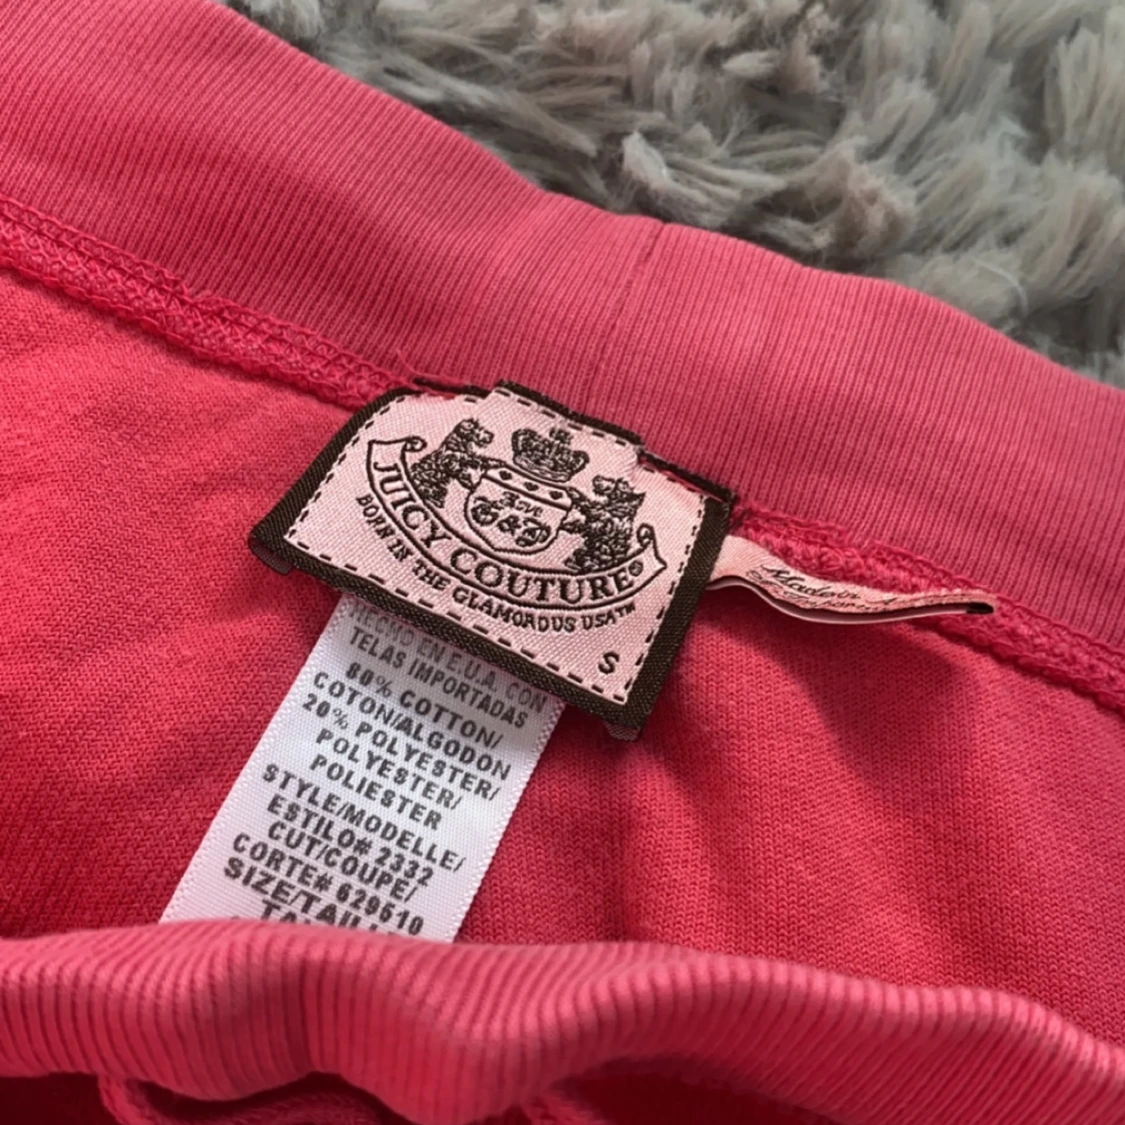 Love
G&P
JUICY COUTURE®
BORN IN THE GLAMOROUS USA™
S
Made in
HECHO EN E.U.A. CON
TELAS IMPORTADAS
80% COTTON/
COTON/ALGODON
20% POLYESTER/
POLYESTER/
POLIESTER
STYLE/MODELLE/
ESTILO# 2332
CUT/COUPE/
CORTE# 629610
SIZE/TAILLE